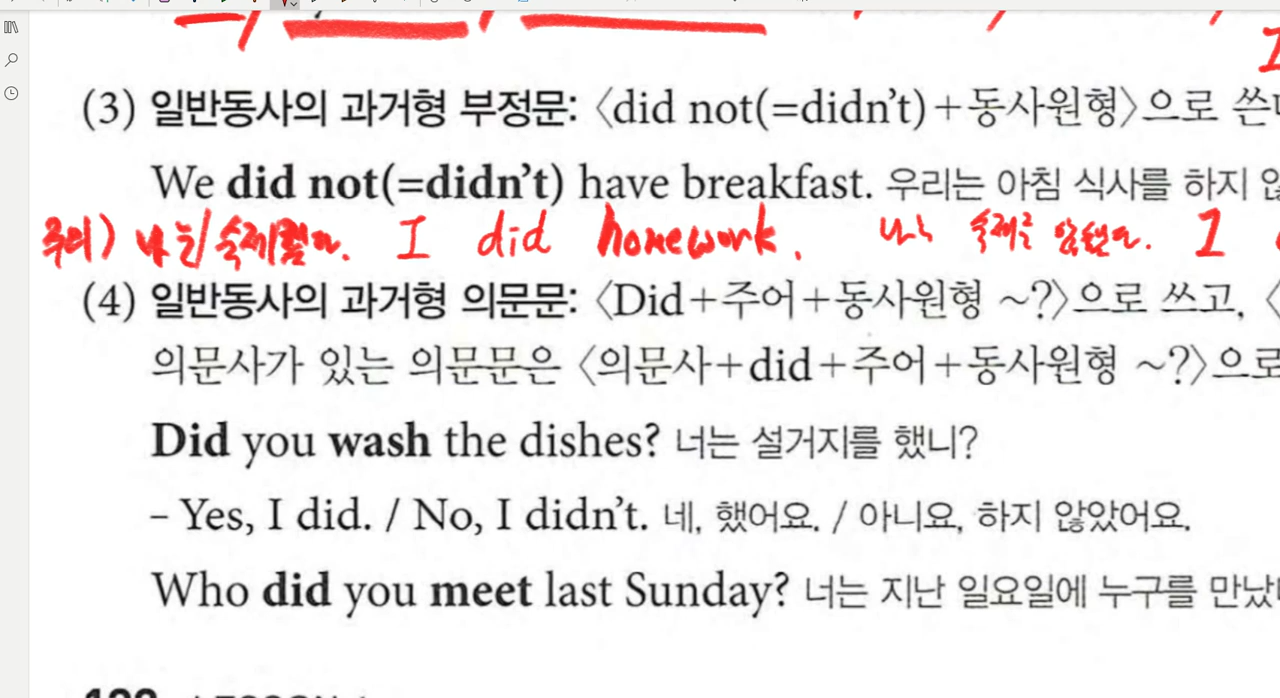 (3) 일반동사의 과거형 부정문: 〈did not(=didn't)+동사원형〉으로 쓴
We did not(=didn't) have breakfast. 우리는 아침 식사를 하지
주의) 나는 숙제했다. I did homework. 나는 숙제를 안했다. I
(4) 일반동사의 과거형 의문문: 〈Did+주어+동사원형 ~?〉으로 쓰고, 〈
의문사가 있는 의문문은 〈의문사+did+주어+동사원형 ~?〉으로
Did you wash the dishes? 너는 설거지를 했니?
– Yes, I did. / No, I didn't. 네, 했어요. / 아니요, 하지 않았어요.
Who did you meet last Sunday? 너는 지난 일요일에 누구를 만났